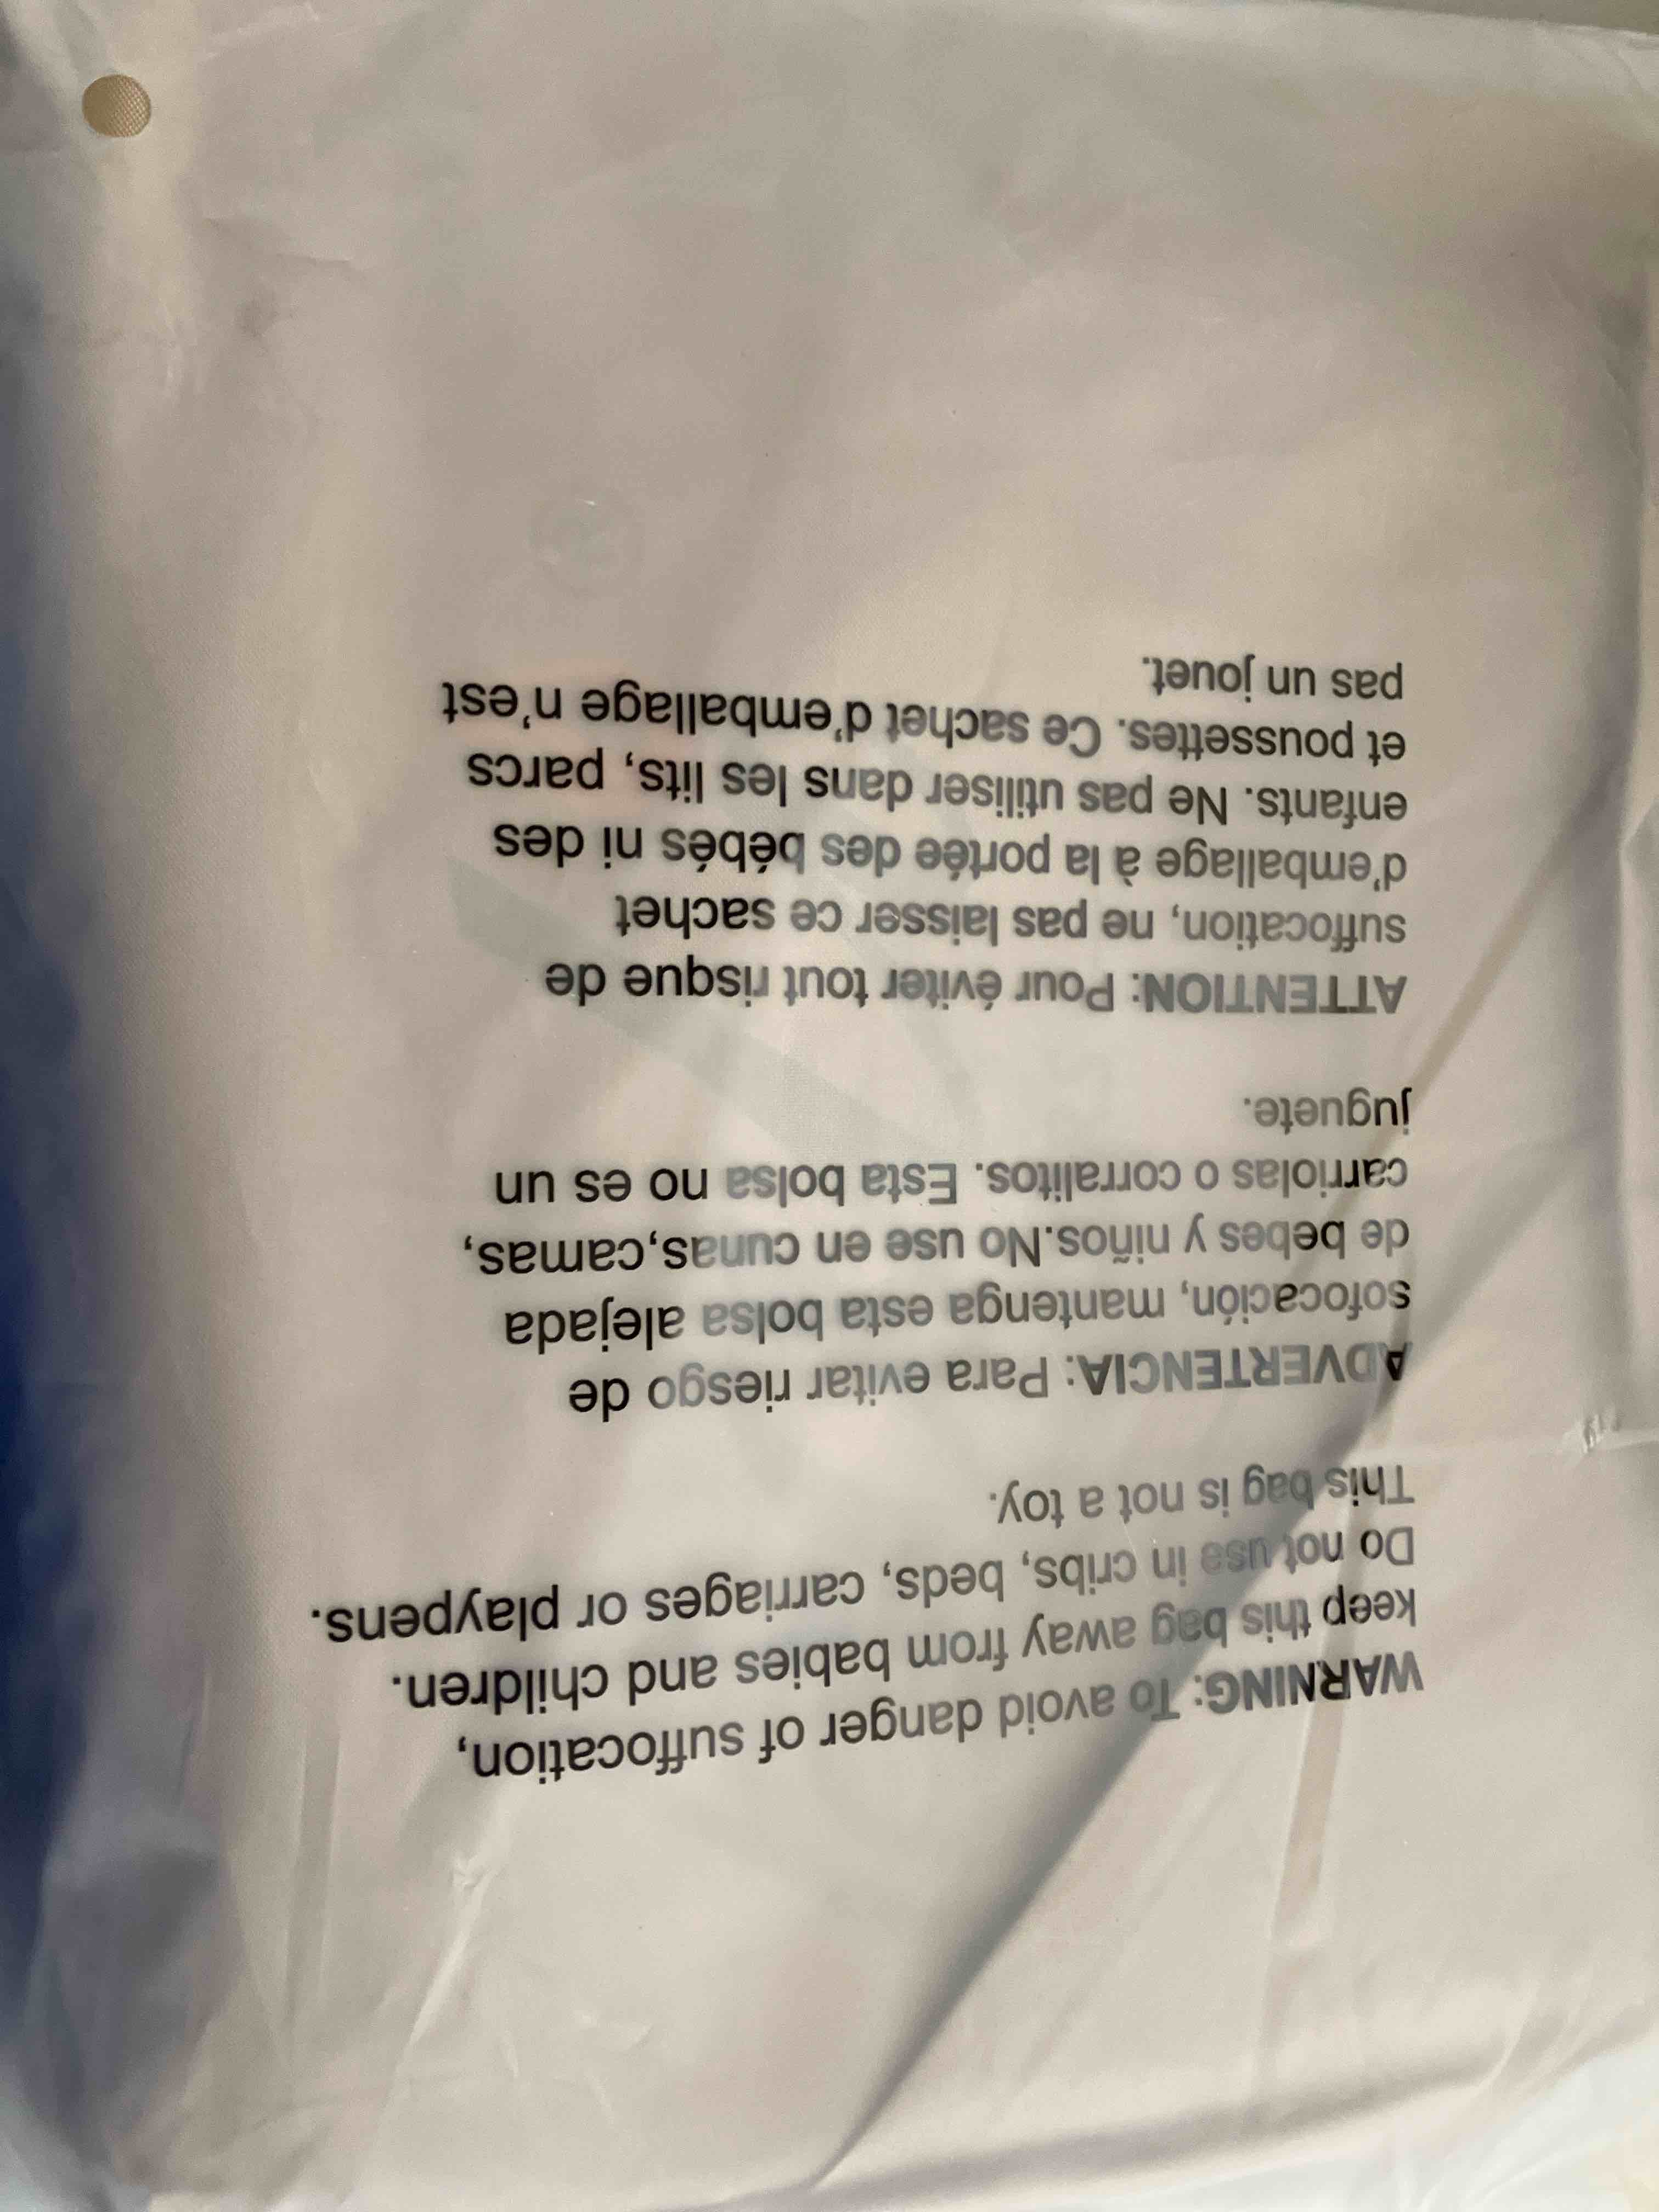 WARNING: To avoid danger of suffocation,
keep this bag away from babies and children.
Do not use in cribs, beds, carriages or playpens.
This bag is not a toy.
ADVERTENCIA: Para evitar riesgo de
sofocación, mantenga esta bolsa alejada
de bebes y niños.No use en cunas,camas,
carriolas o corralitos. Esta bolsa no es un
juguete.
ATTENTION: Pour éviter tout risque de
suffocation, ne pas laisser ce sachet
d'emballage à la portée des bébés ni des
enfants. Ne pas utiliser dans les lits, parcs
et poussettes. Ce sachet d'emballage n'est
pas un jouet.